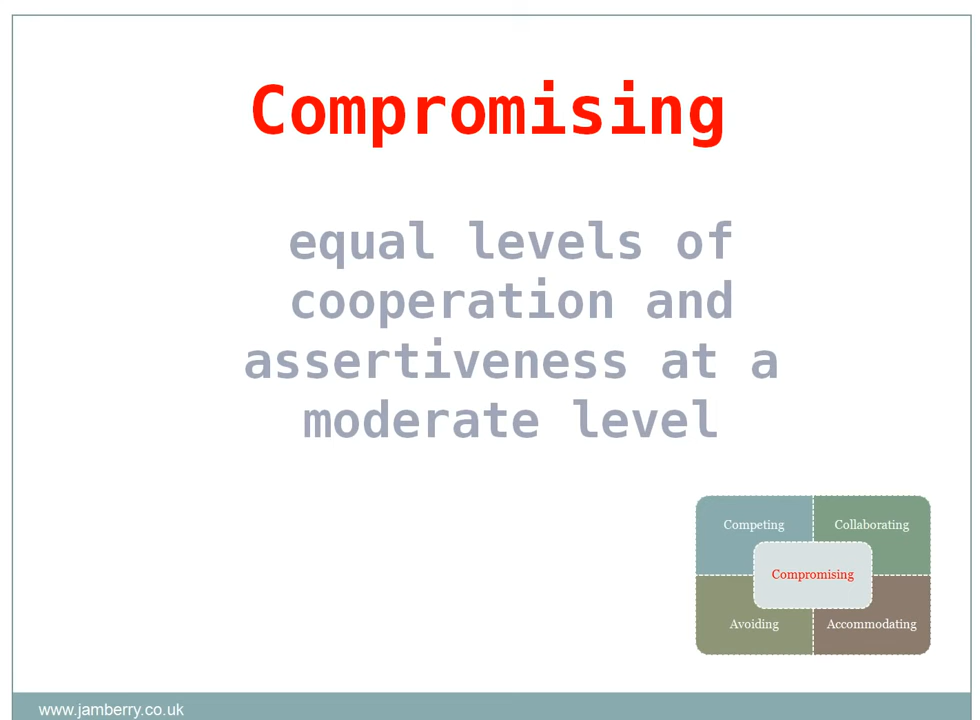 Compromising
equal levels of
cooperation and
assertiveness at a
moderate level
Competing
Collaborating
Compromising
Avoiding
Accommodating
www.jamberry.co.uk